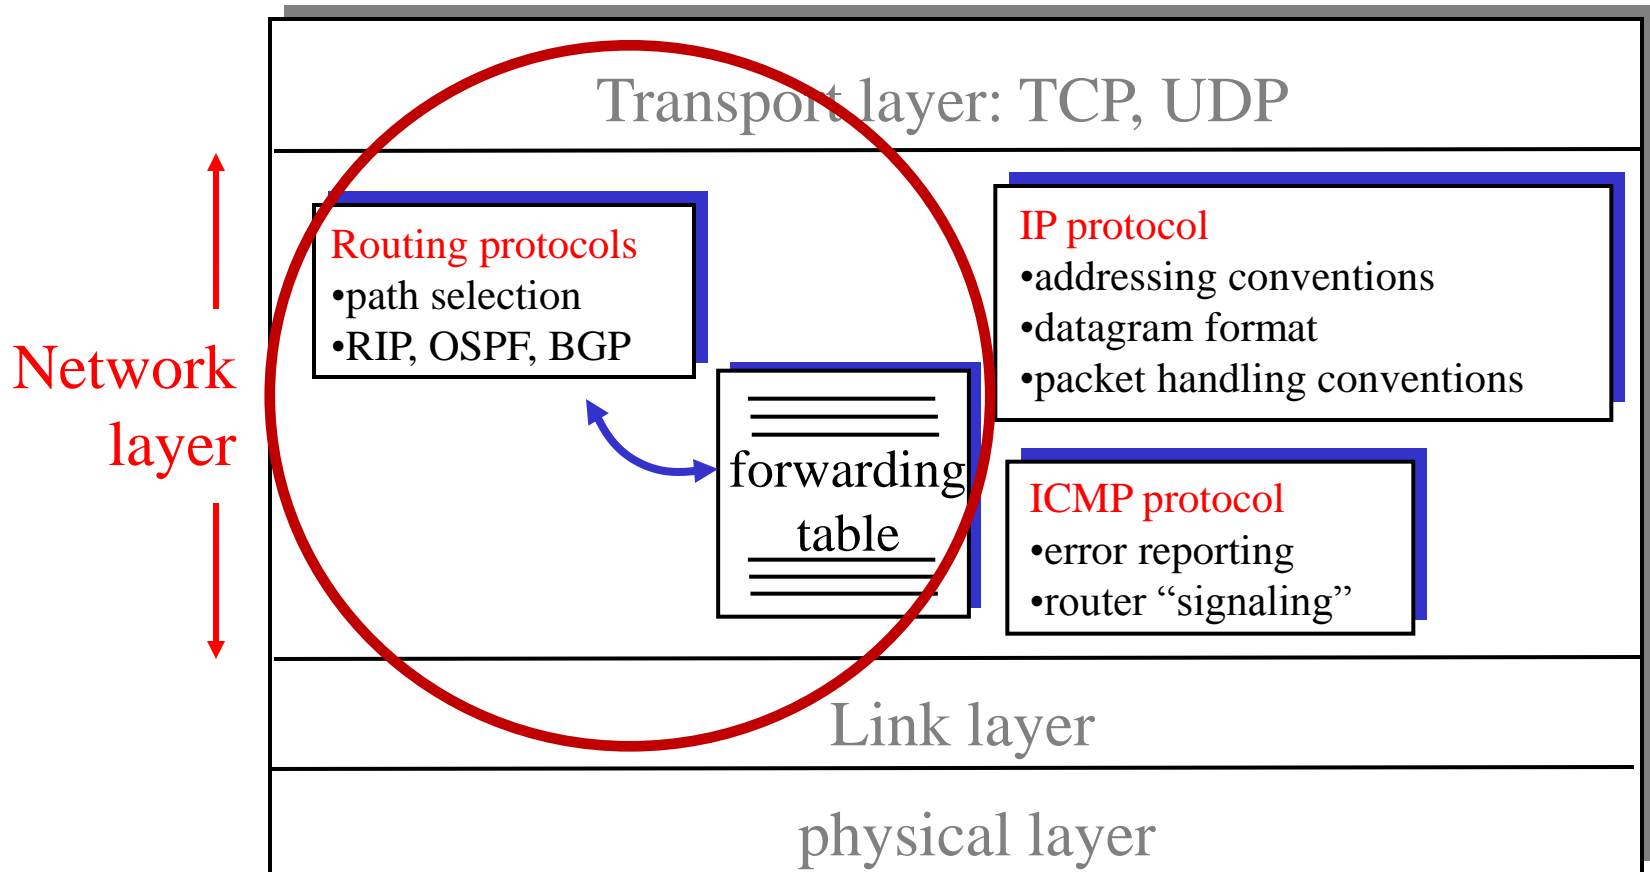 Transport layer: TCP, UDP
Network
layer
Routing protocols
•path selection
•RIP, OSPF, BGP
forwarding
table
IP protocol
•addressing conventions
•datagram format
•packet handling conventions
ICMP protocol
•error reporting
•router “signaling”
Link layer
physical layer